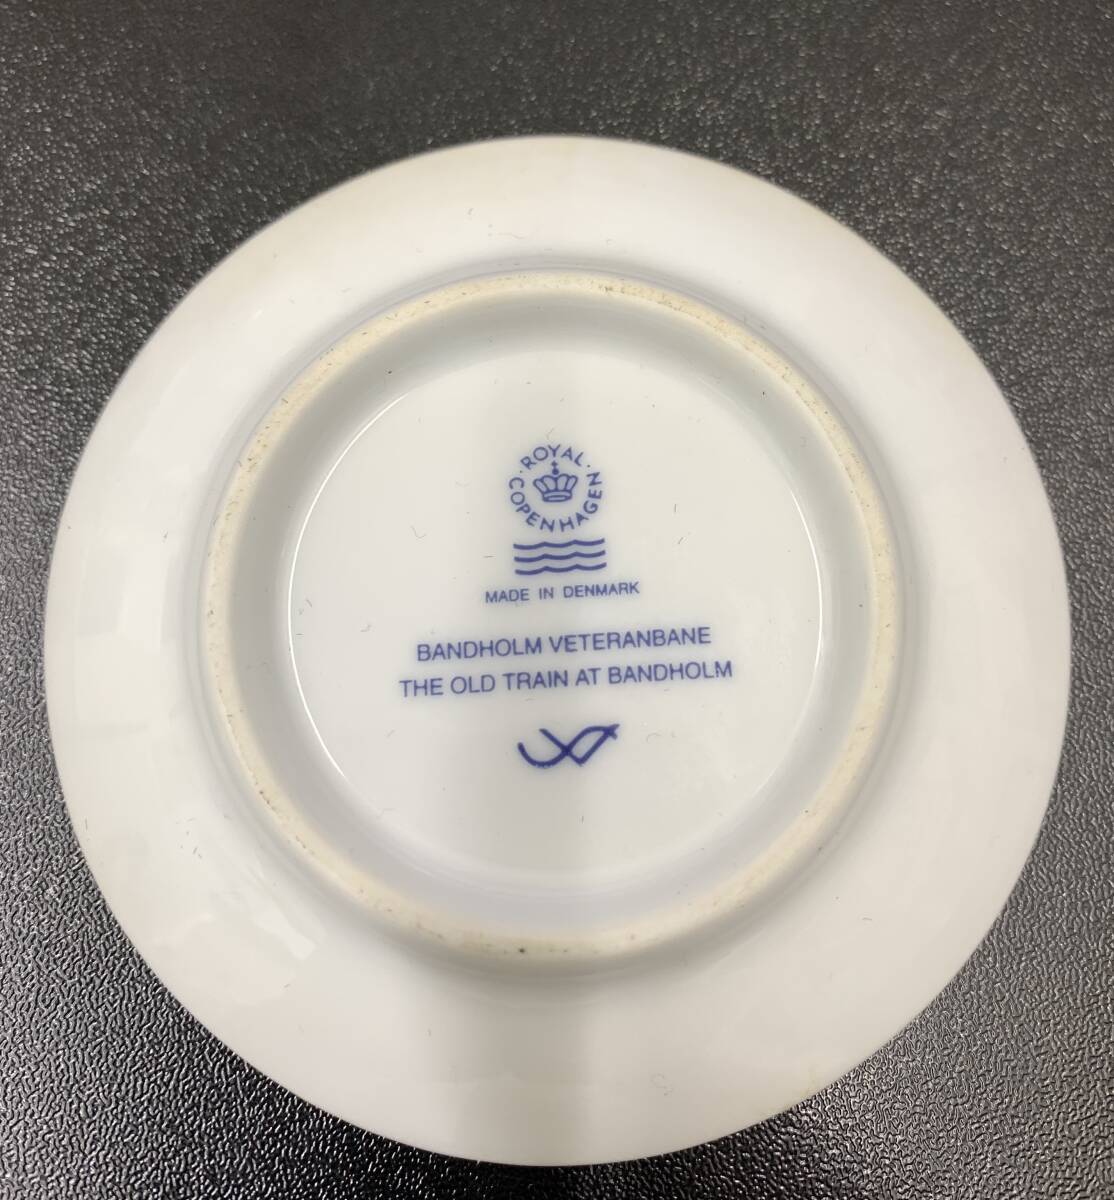 ROYAL
COPENHAGEN
MADE IN DENMARK
BANDHOLM VETERANBANE
THE OLD TRAIN AT BANDHOLM